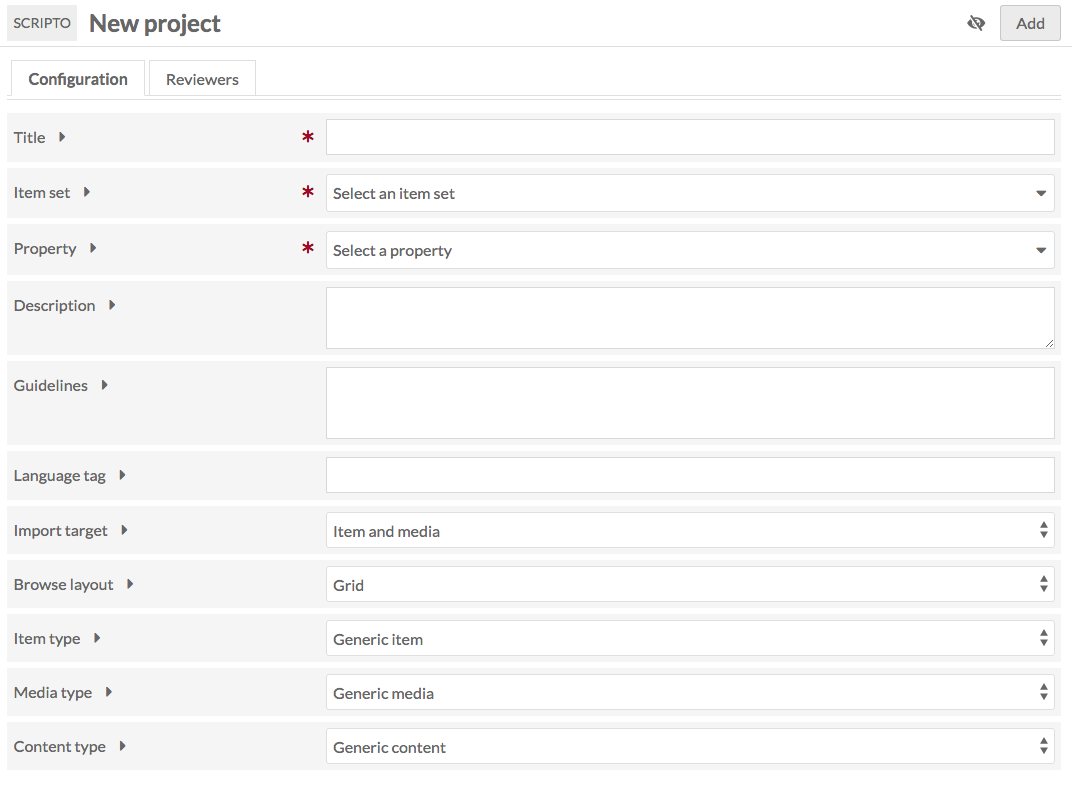 SCRIPTO New project Add
Configuration Reviewers
Title *
Item set * Select an item set
Property * Select a property
Description
Guidelines
Language tag
Import target Item and media
Browse layout Grid
Item type Generic item
Media type Generic media
Content type Generic content